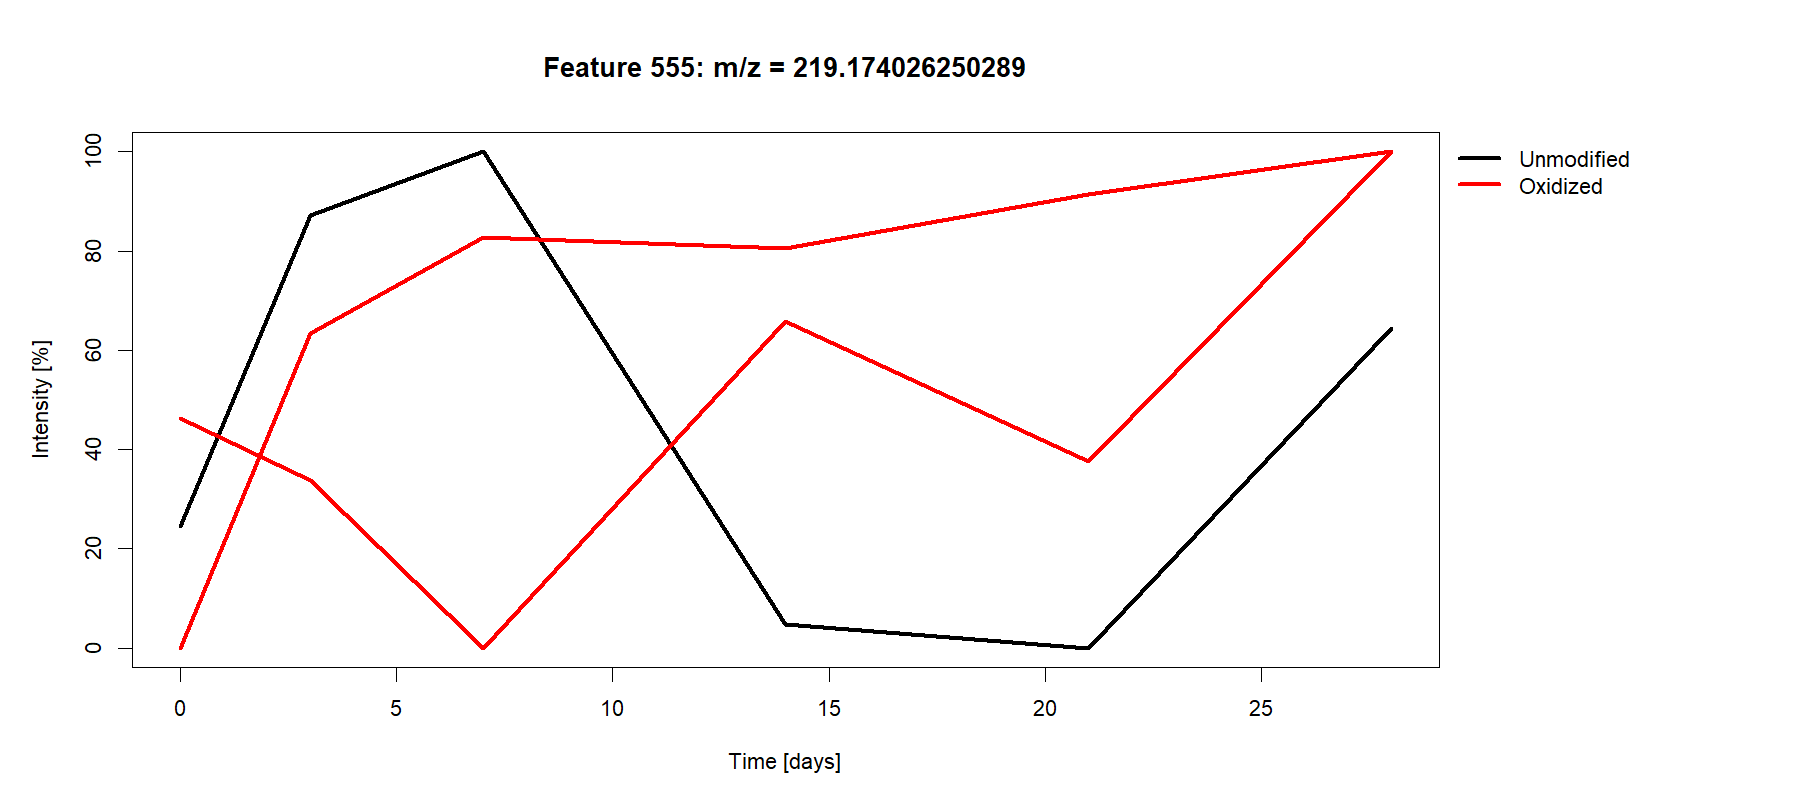 Feature 555: m/z = 219.174026250289
Unmodified
Oxidized
Intensity [%]
100
80
60
40
20
0
0 5 10 15 20 25
Time [days]